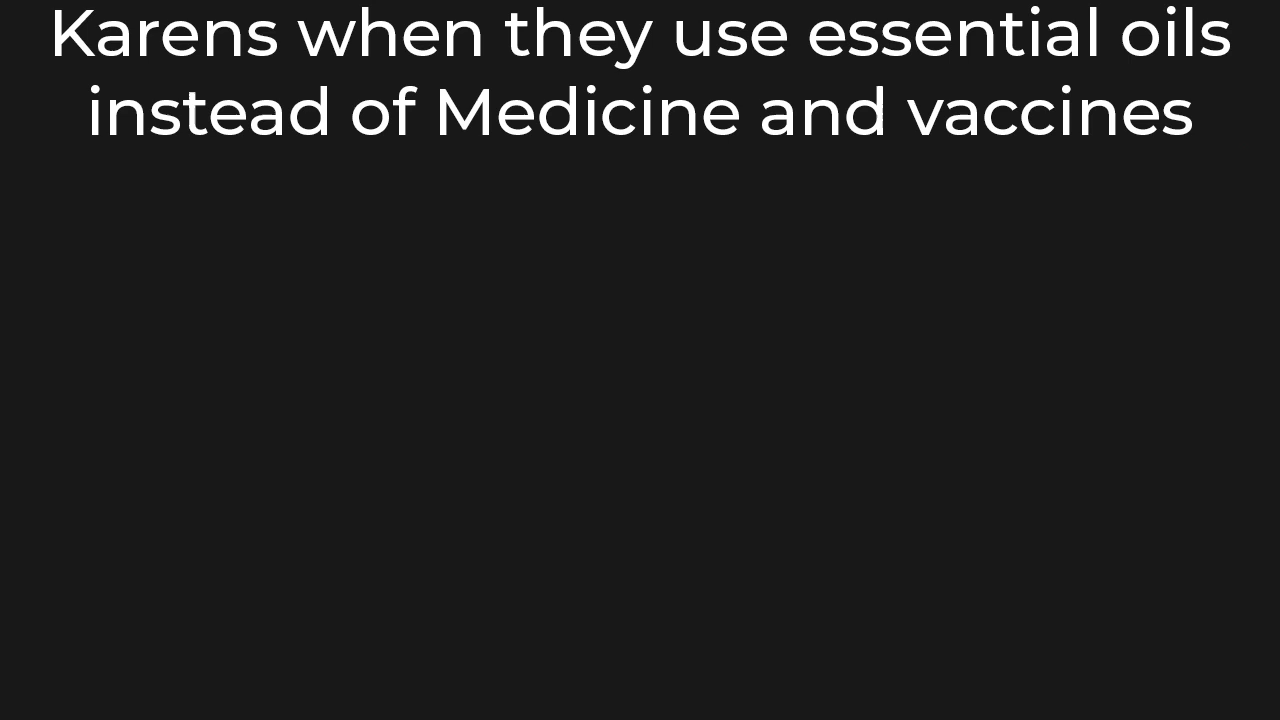 Karens when they use essential oils
instead of Medicine and vaccines